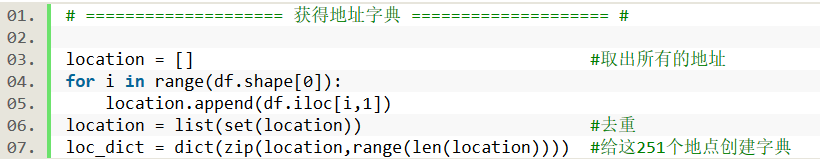 01. # ==================== 获得地址字典 ==================== #
02.
03. location = [] #取出所有的地址
04. for i in range(df.shape[0]):
05.     location.append(df.iloc[i,1])
06. location = list(set(location)) #去重
07. loc_dict = dict(zip(location,range(len(location)))) #给这251个地点创建字典